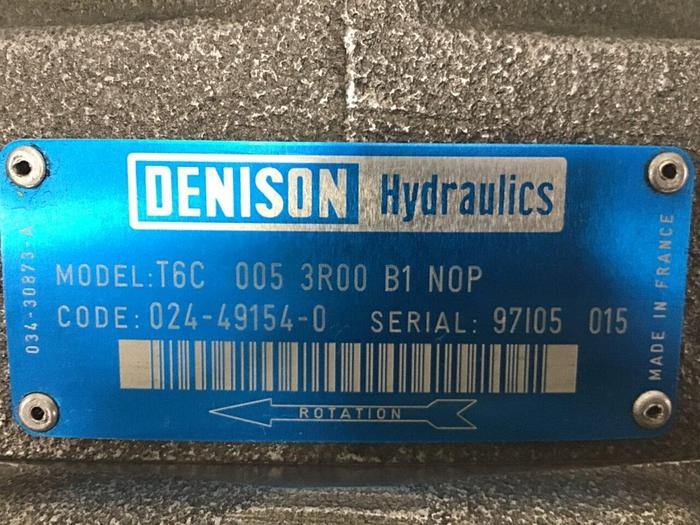 DENISON Hydraulics
MODEL: T6C 005 3R00 B1 NOP
CODE: 024-49154-0 SERIAL: 97I05 015
ROTATION
034-30873-A
MADE IN FRANCE